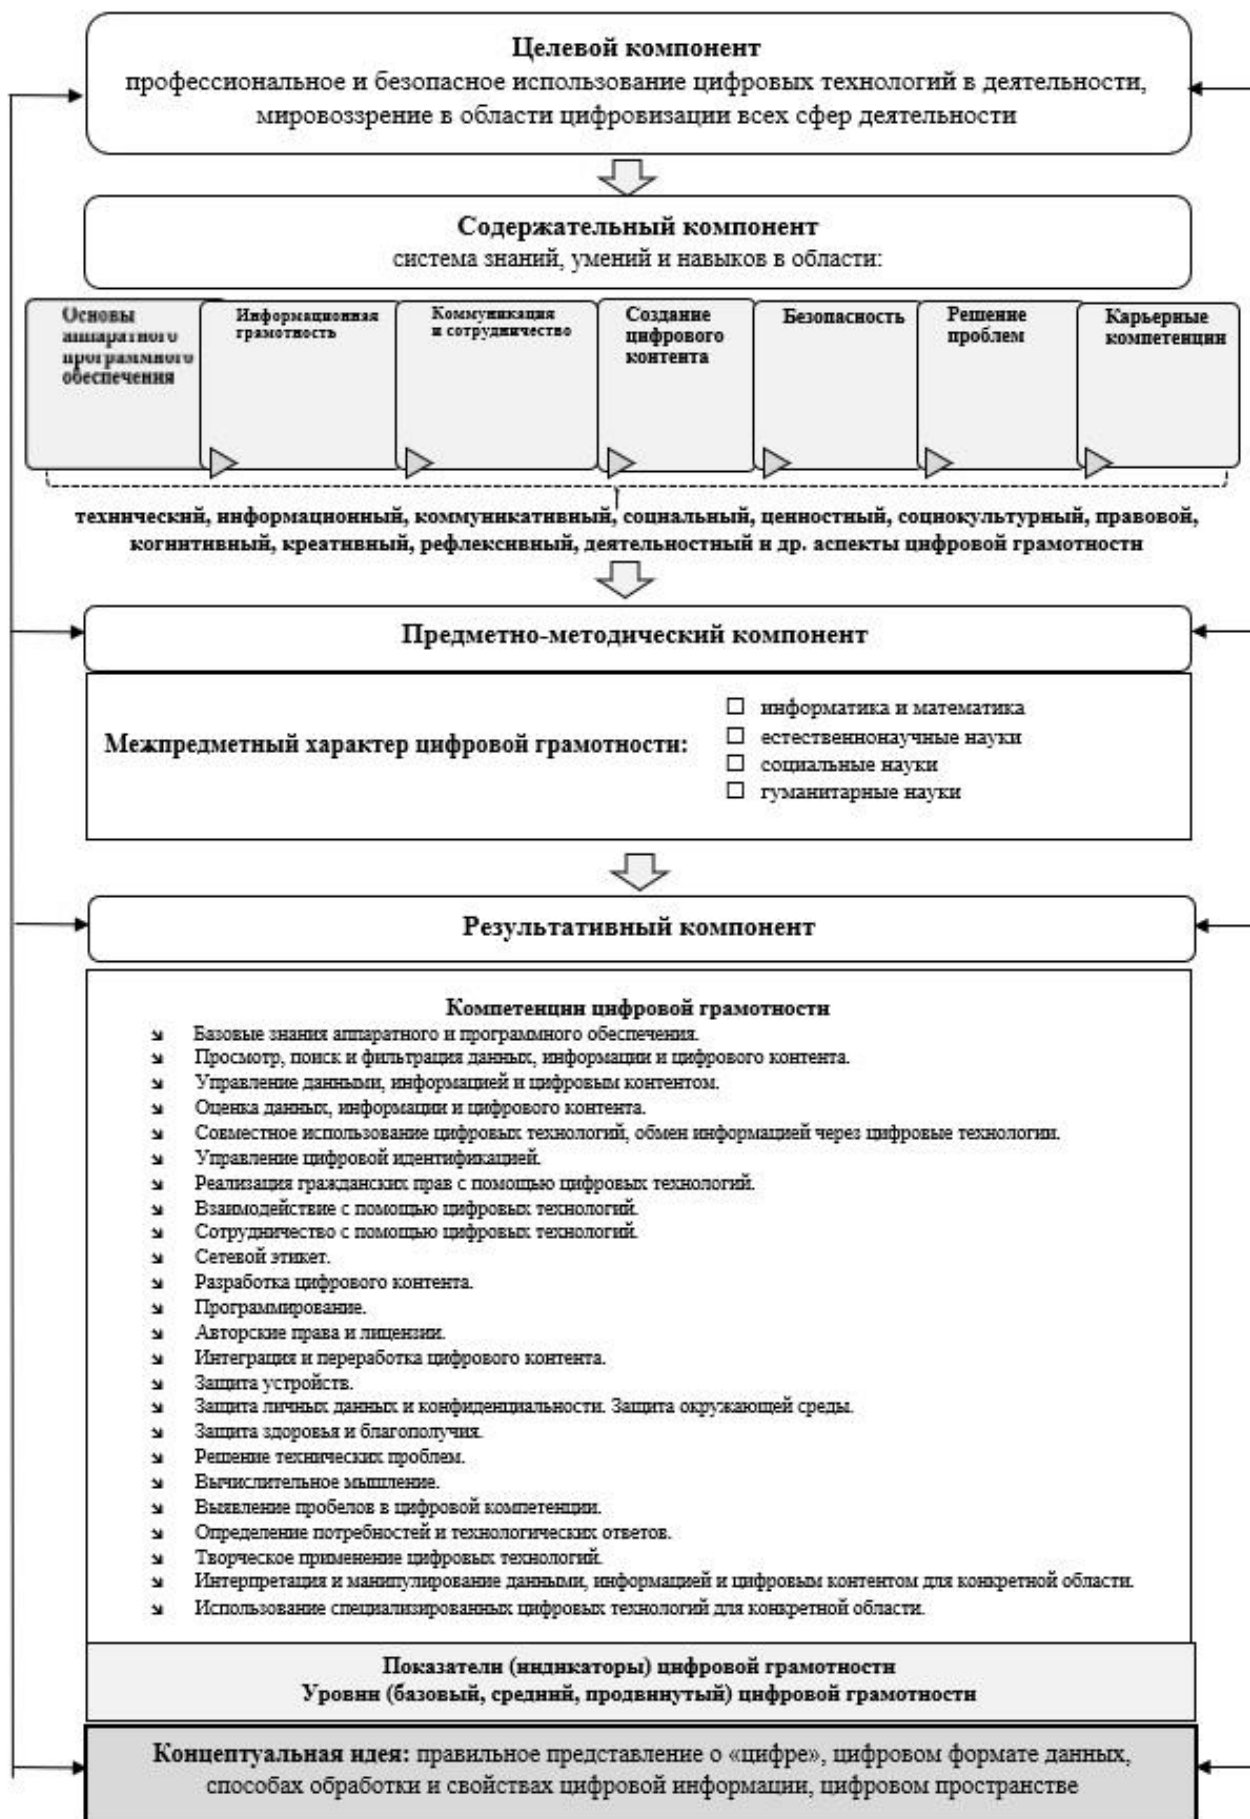 Целевой компонент
профессиональное и безопасное использование цифровых технологий в деятельности,
мировоззрение в области цифровизации всех сфер деятельности
Содержательный компонент
система знаний, умений и навыков в области:
Основы
аппаратного
программного
обеспечения
Информационная
грамотность
Коммуникация
и сотрудничество
Создание
цифрового
контента
Безопасность
Решение
проблем
Карьерные
компетенции
технический, информационный, коммуникативный, социальный, ценностный, социокультурный, правовой,
когнитивный, креативный, рефлексивный, деятельностный и др. аспекты цифровой грамотности
Предметно-методический компонент
Межпредметный характер цифровой грамотности:
информатика и математика
естественнонаучные науки
социальные науки
гуманитарные науки
Результативный компонент
Компетенции цифровой грамотности
Базовые знания аппаратного и программного обеспечения.
Просмотр, поиск и фильтрация данных, информации и цифрового контента.
Управление данными, информацией и цифровым контентом.
Оценка данных, информации и цифрового контента.
Совместное использование цифровых технологий, обмен информацией через цифровые технологии.
Управление цифровой идентификацией.
Реализация гражданских прав с помощью цифровых технологий.
Взаимодействие с помощью цифровых технологий.
Сотрудничество с помощью цифровых технологий.
Сетевой этикет.
Разработка цифрового контента.
Программирование.
Авторские права и лицензии.
Интеграция и переработка цифрового контента.
Защита устройств.
Защита личных данных и конфиденциальности. Защита окружающей среды.
Защита здоровья и благополучия.
Решение технических проблем.
Вычислительное мышление.
Выявление пробелов в цифровой компетенции.
Определение потребностей и технологических ответов.
Творческое применение цифровых технологий.
Интерпретация и манипулирование данными, информацией и цифровым контентом для конкретной области.
Использование специализированных цифровых технологий для конкретной области.
Показатели (индикаторы) цифровой грамотности
Уровни (базовый, средний, продвинутый) цифровой грамотности
Концептуальная идея: правильное представление о «цифре», цифровом формате данных,
способах обработки и свойствах цифровой информации, цифровом пространстве